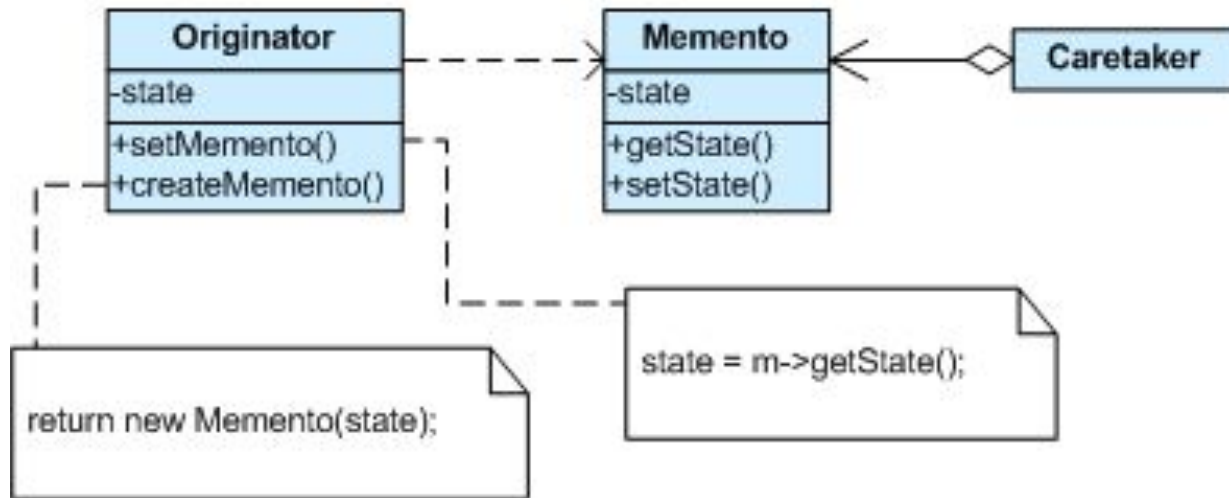 Originator
-state
+setMemento()
+createMemento()
Memento
-state
+getState()
+setState()
Caretaker
state = m->getState();
return new Memento(state);